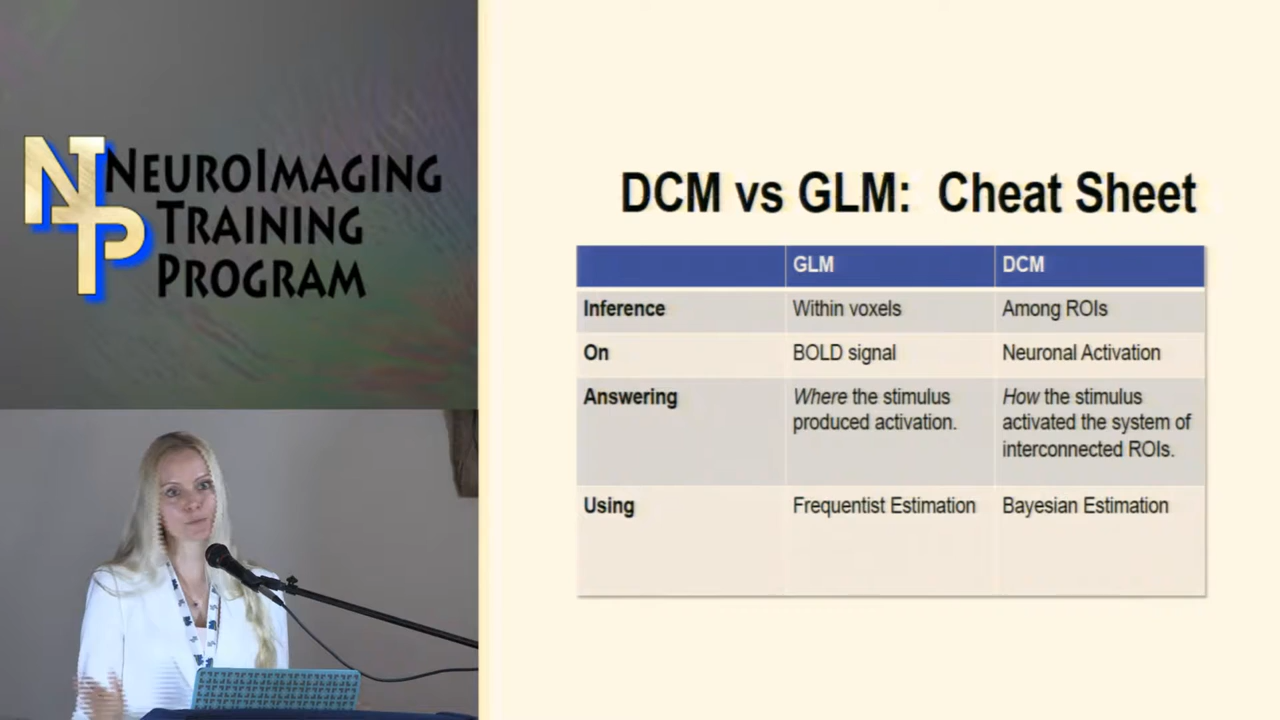 NTP
NEUROIMAGING
TRAINING
PROGRAM
DCM vs GLM: Cheat Sheet
GLM DCM
Inference Within voxels Among ROIs
On BOLD signal Neuronal Activation
Answering Where the stimulus How the stimulus
produced activation. activated the system of
interconnected ROIs.
Using Frequentist Estimation Bayesian Estimation